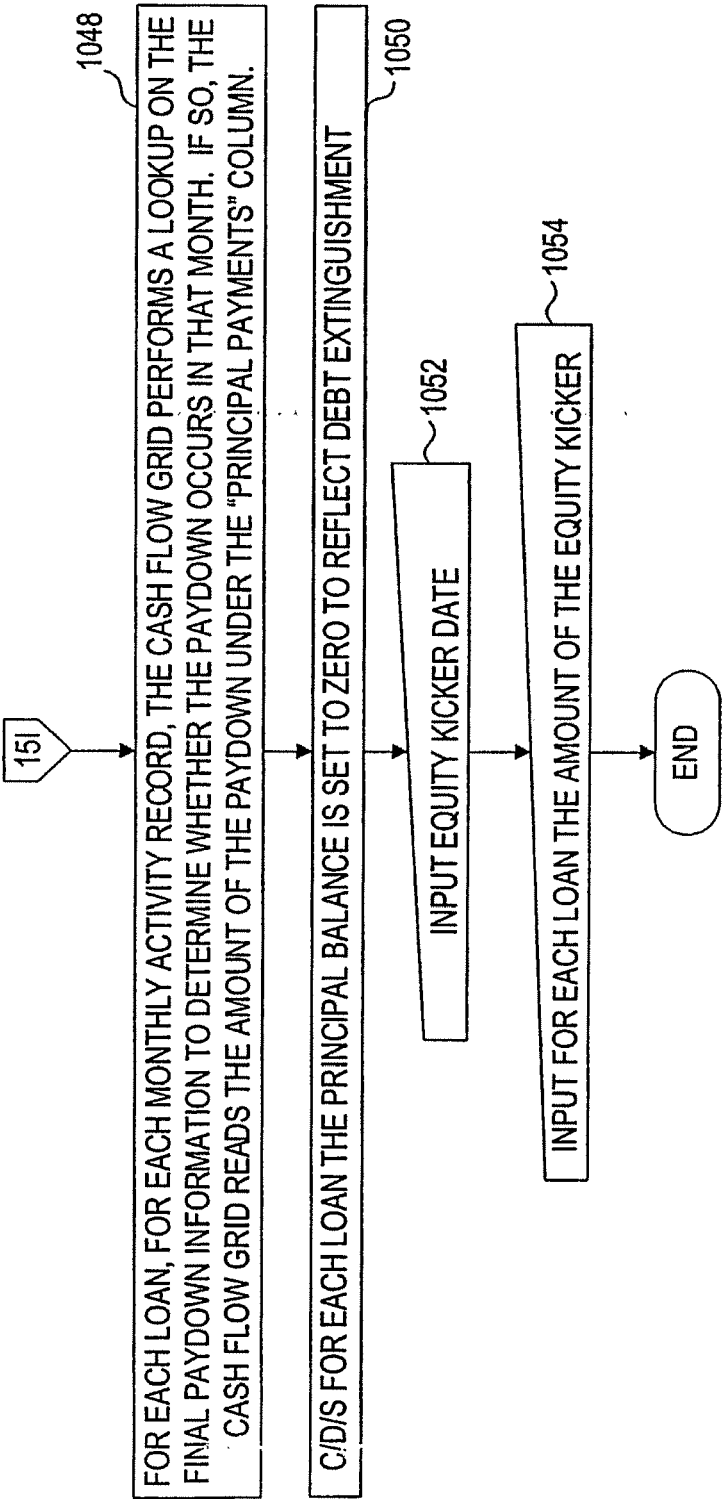 15I
1048
FOR EACH LOAN, FOR EACH MONTHLY ACTIVITY RECORD, THE CASH FLOW GRID PERFORMS A LOOKUP ON THE
FINAL PAYDOWN INFORMATION TO DETERMINE WHETHER THE PAYDOWN OCCURS IN THAT MONTH. IF SO, THE
CASH FLOW GRID READS THE AMOUNT OF THE PAYDOWN UNDER THE "PRINCIPAL PAYMENTS" COLUMN.
C/D/S FOR EACH LOAN THE PRINCIPAL BALANCE IS SET TO ZERO TO REFLECT DEBT EXTINGUISHMENT
1050
INPUT EQUITY KICKER DATE
1052
INPUT FOR EACH LOAN THE AMOUNT OF THE EQUITY KICKER
1054
END